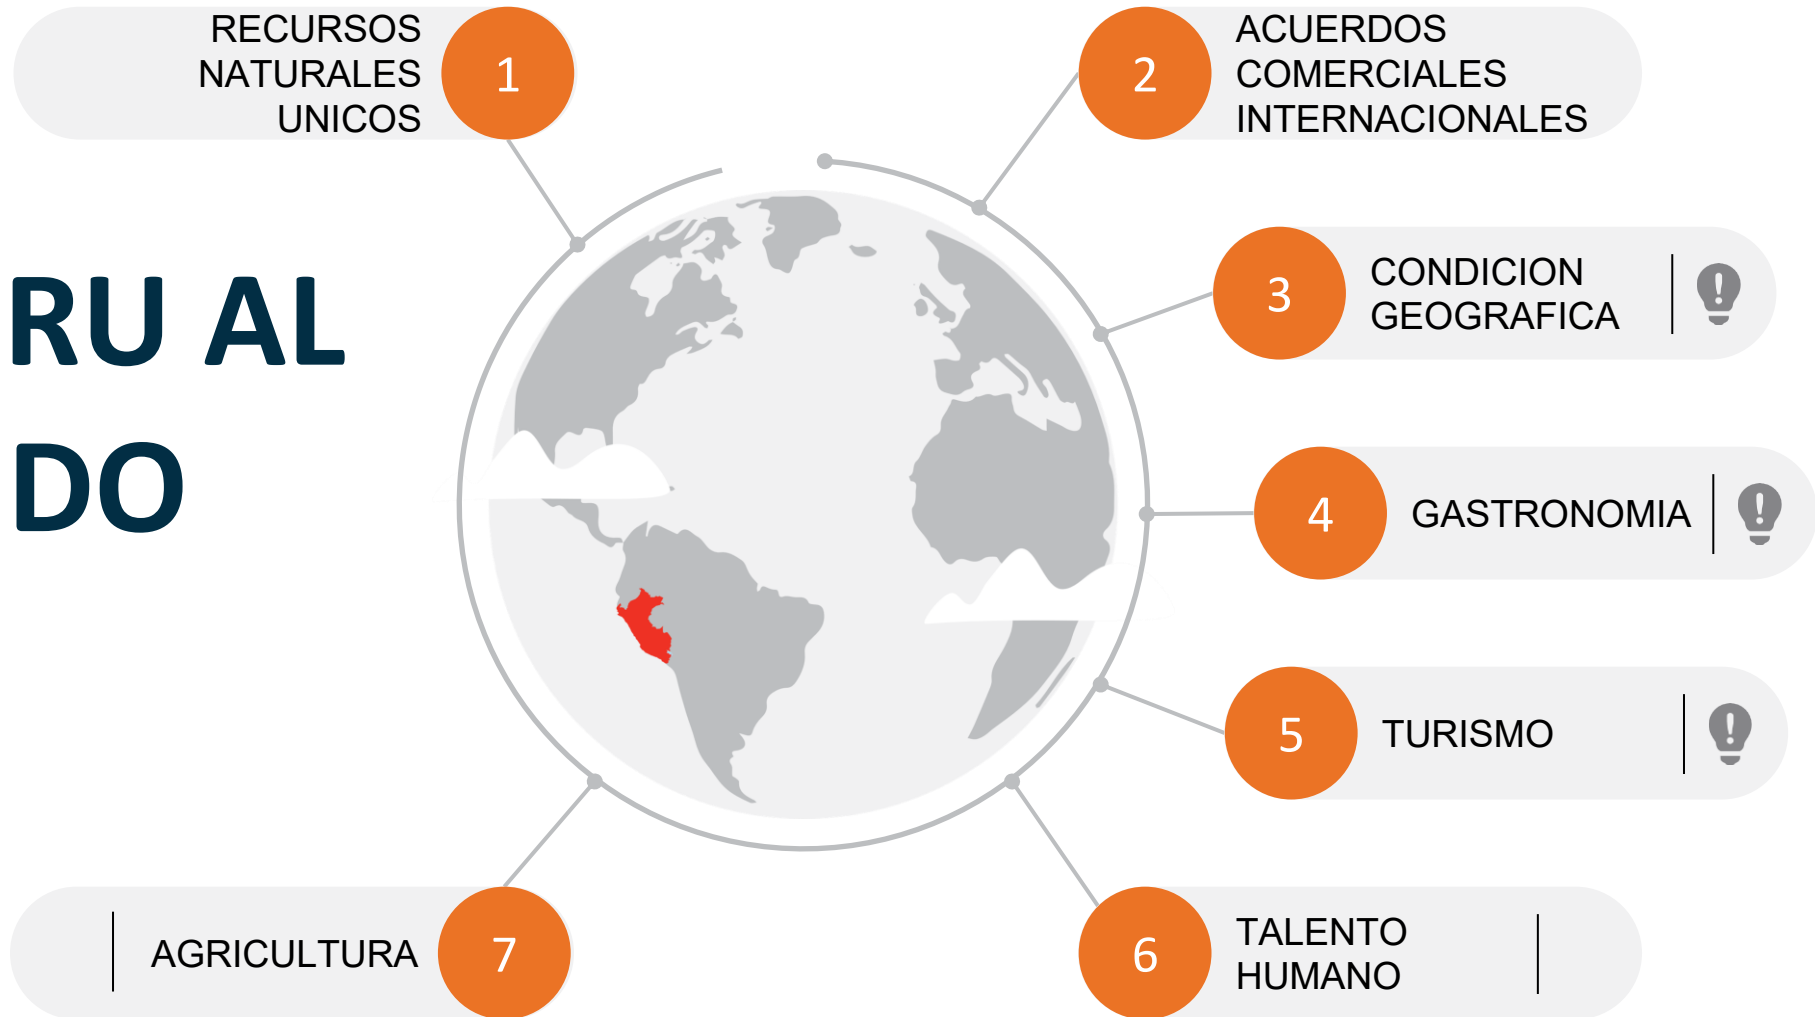 RECURSOS
NATURALES
UNICOS
1
2
ACUERDOS
COMERCIALES
INTERNACIONALES
RU AL
DO
3
CONDICION
GEOGRAFICA
4
GASTRONOMIA
5
TURISMO
6
TALENTO
HUMANO
AGRICULTURA
7